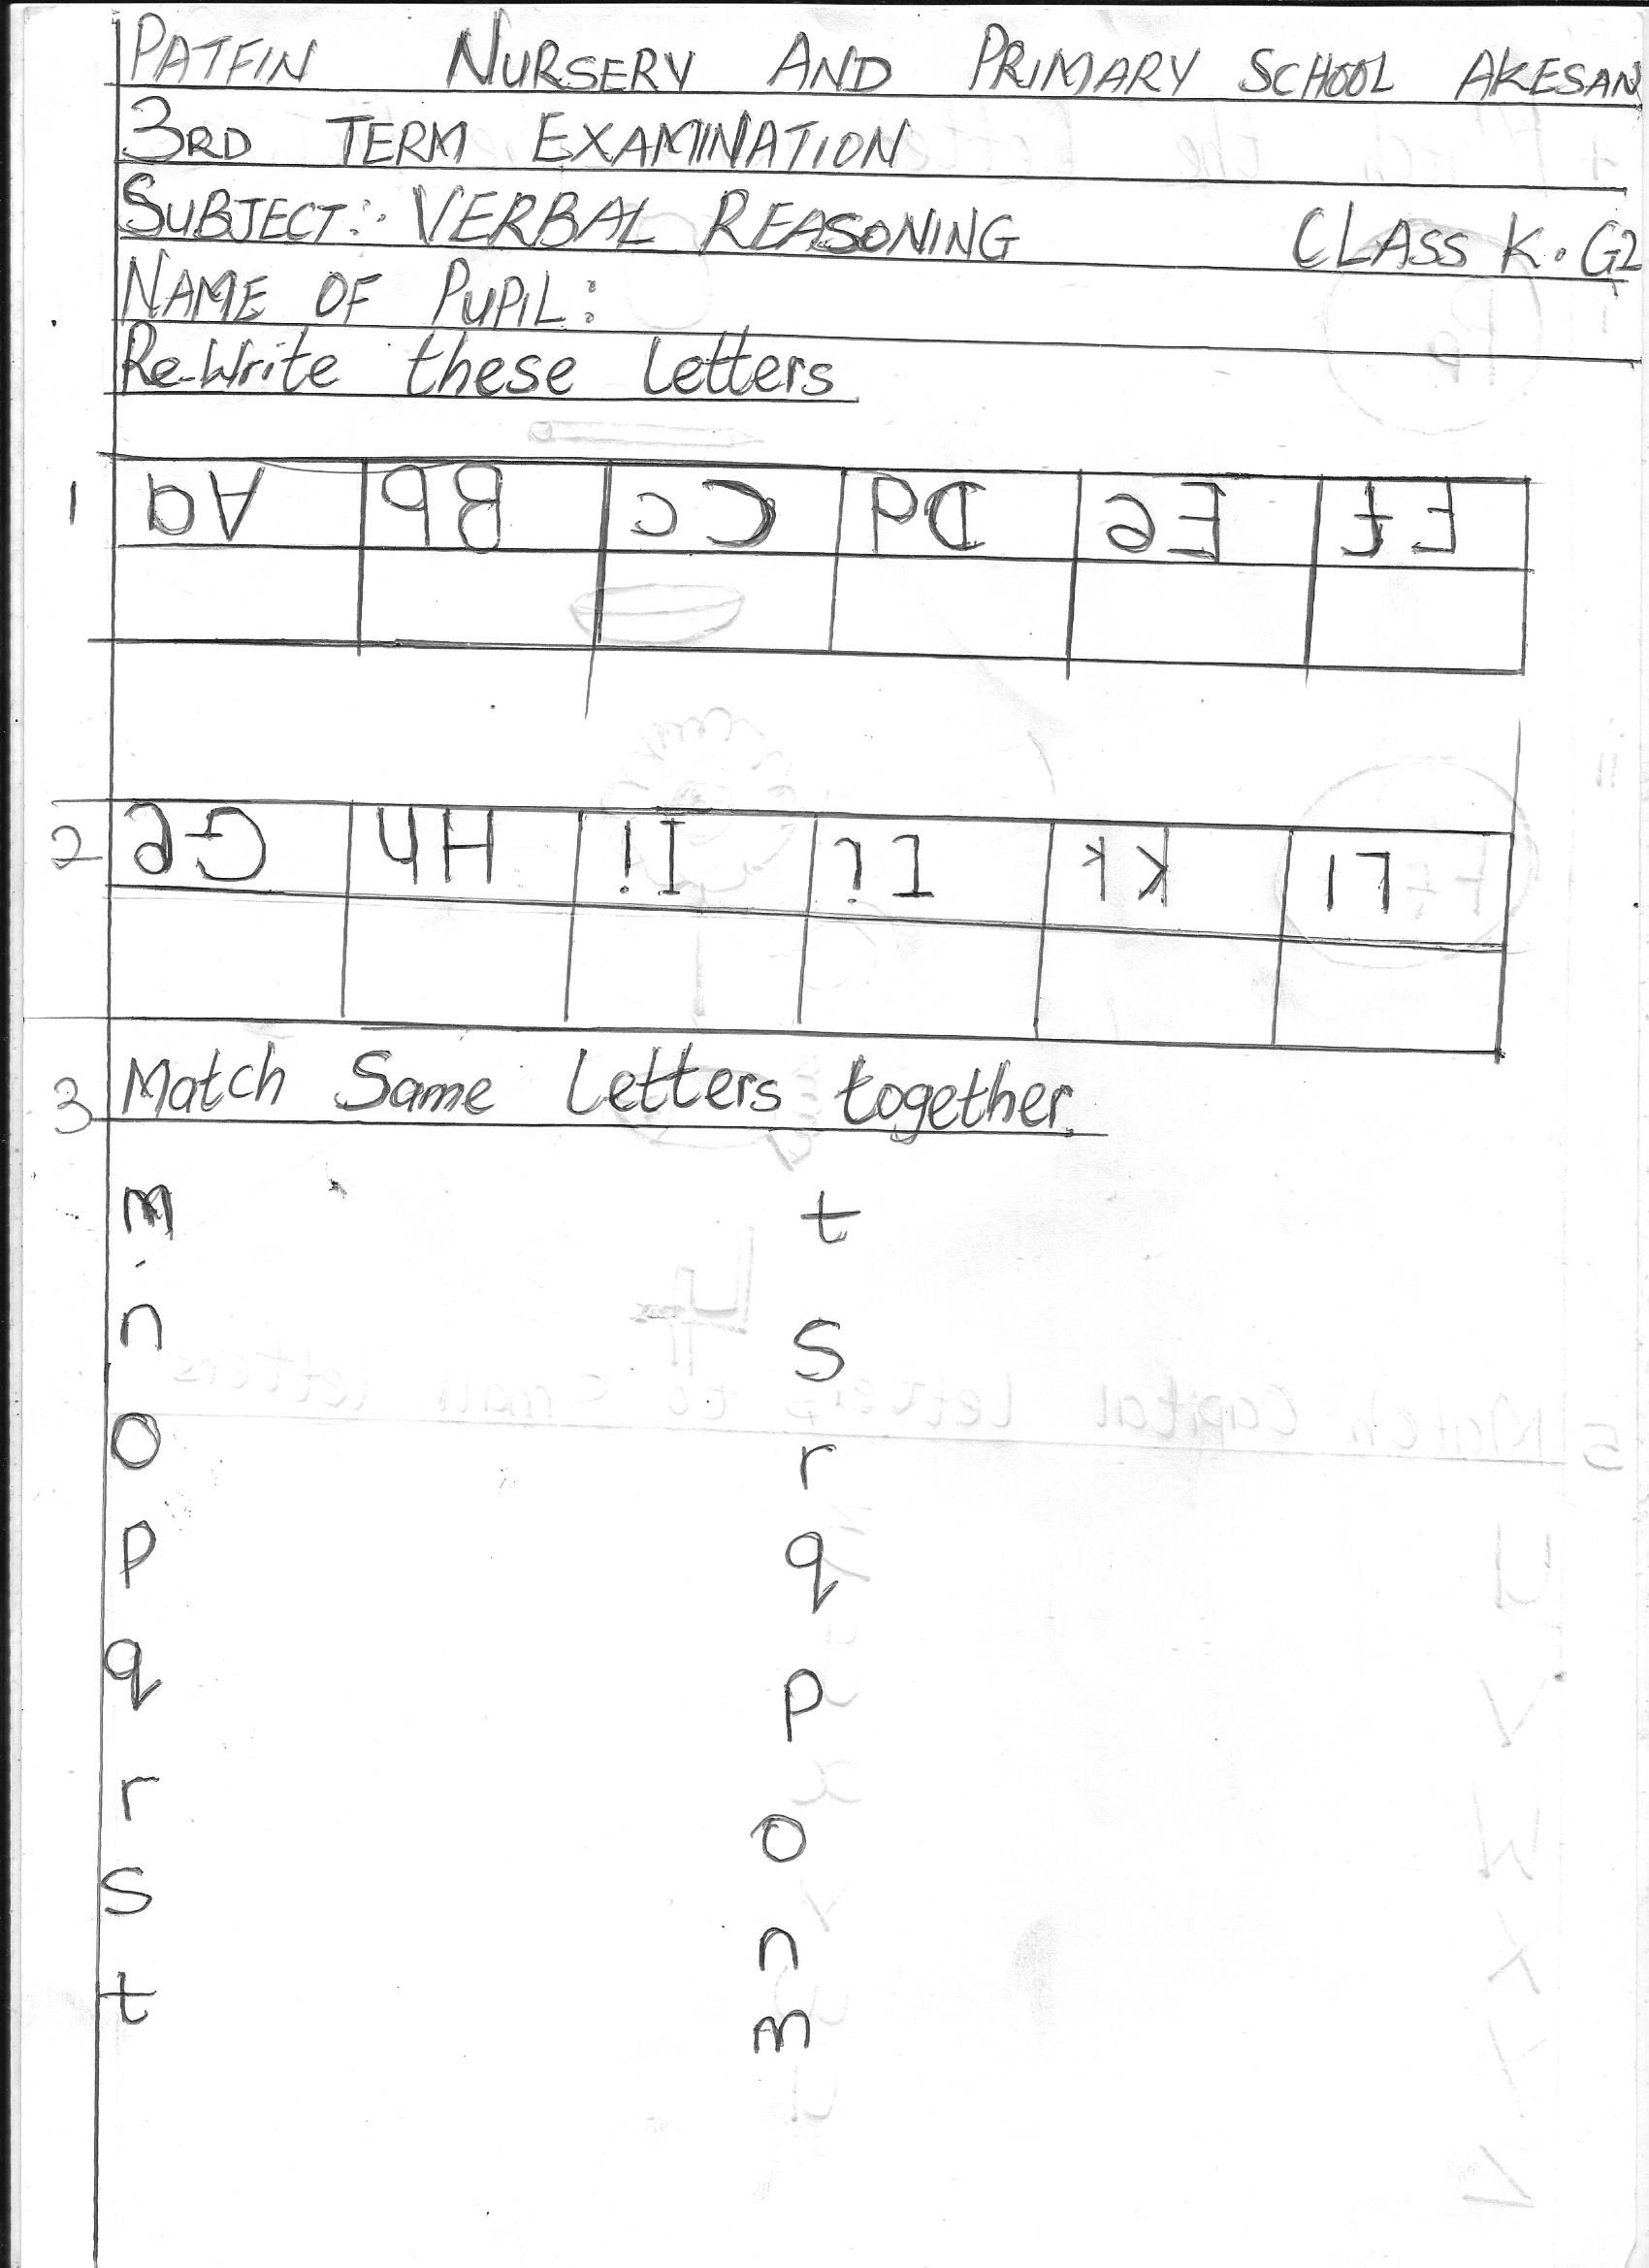 PATFIN NURSERY AND PRIMARY SCHOOL AKESAN
3RD TERM EXAMINATION
SUBJECT:- VERBAL REASONING CLASS K.G2
NAME OF PUPIL:
Re-Write these letters
1 Aa Bb Cc Dd Ee Ff
2 Hh Ii Jj Kk Ll
3 Match Same letters together
m t
n s
o r
p q
q p
r o
s n
t m